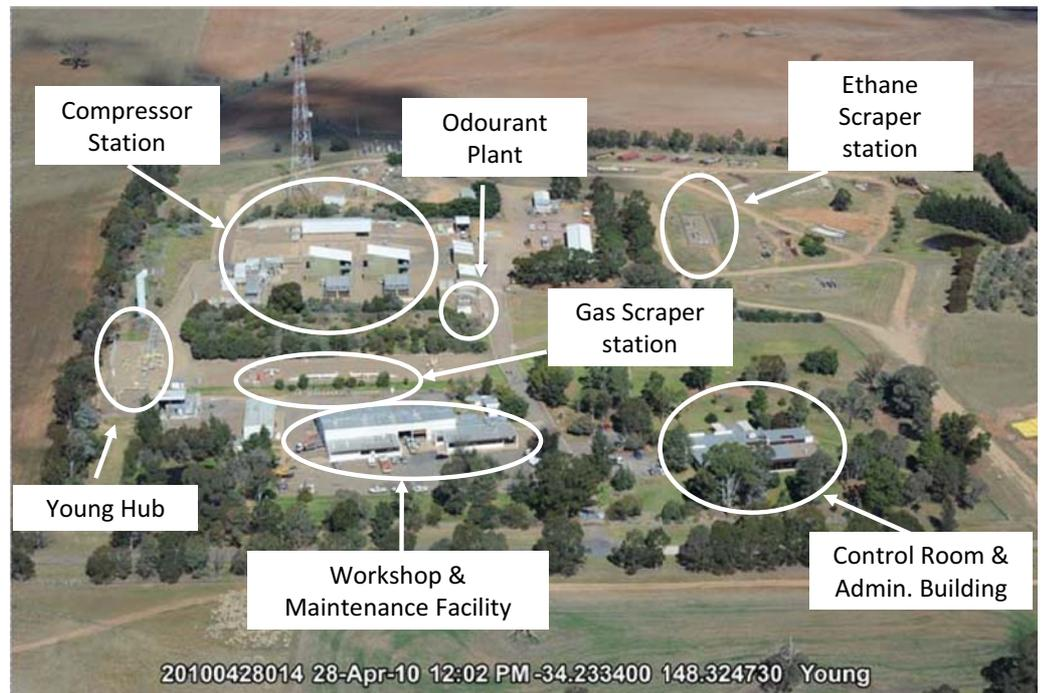 Compressor
Station
Odourant
Plant
Ethane
Scraper
station
Gas Scraper
station
Young Hub
Workshop &
Maintenance Facility
Control Room &
Admin. Building
20100428014 28-Apr-10 12:02 PM -34.233400 148.324730 Young